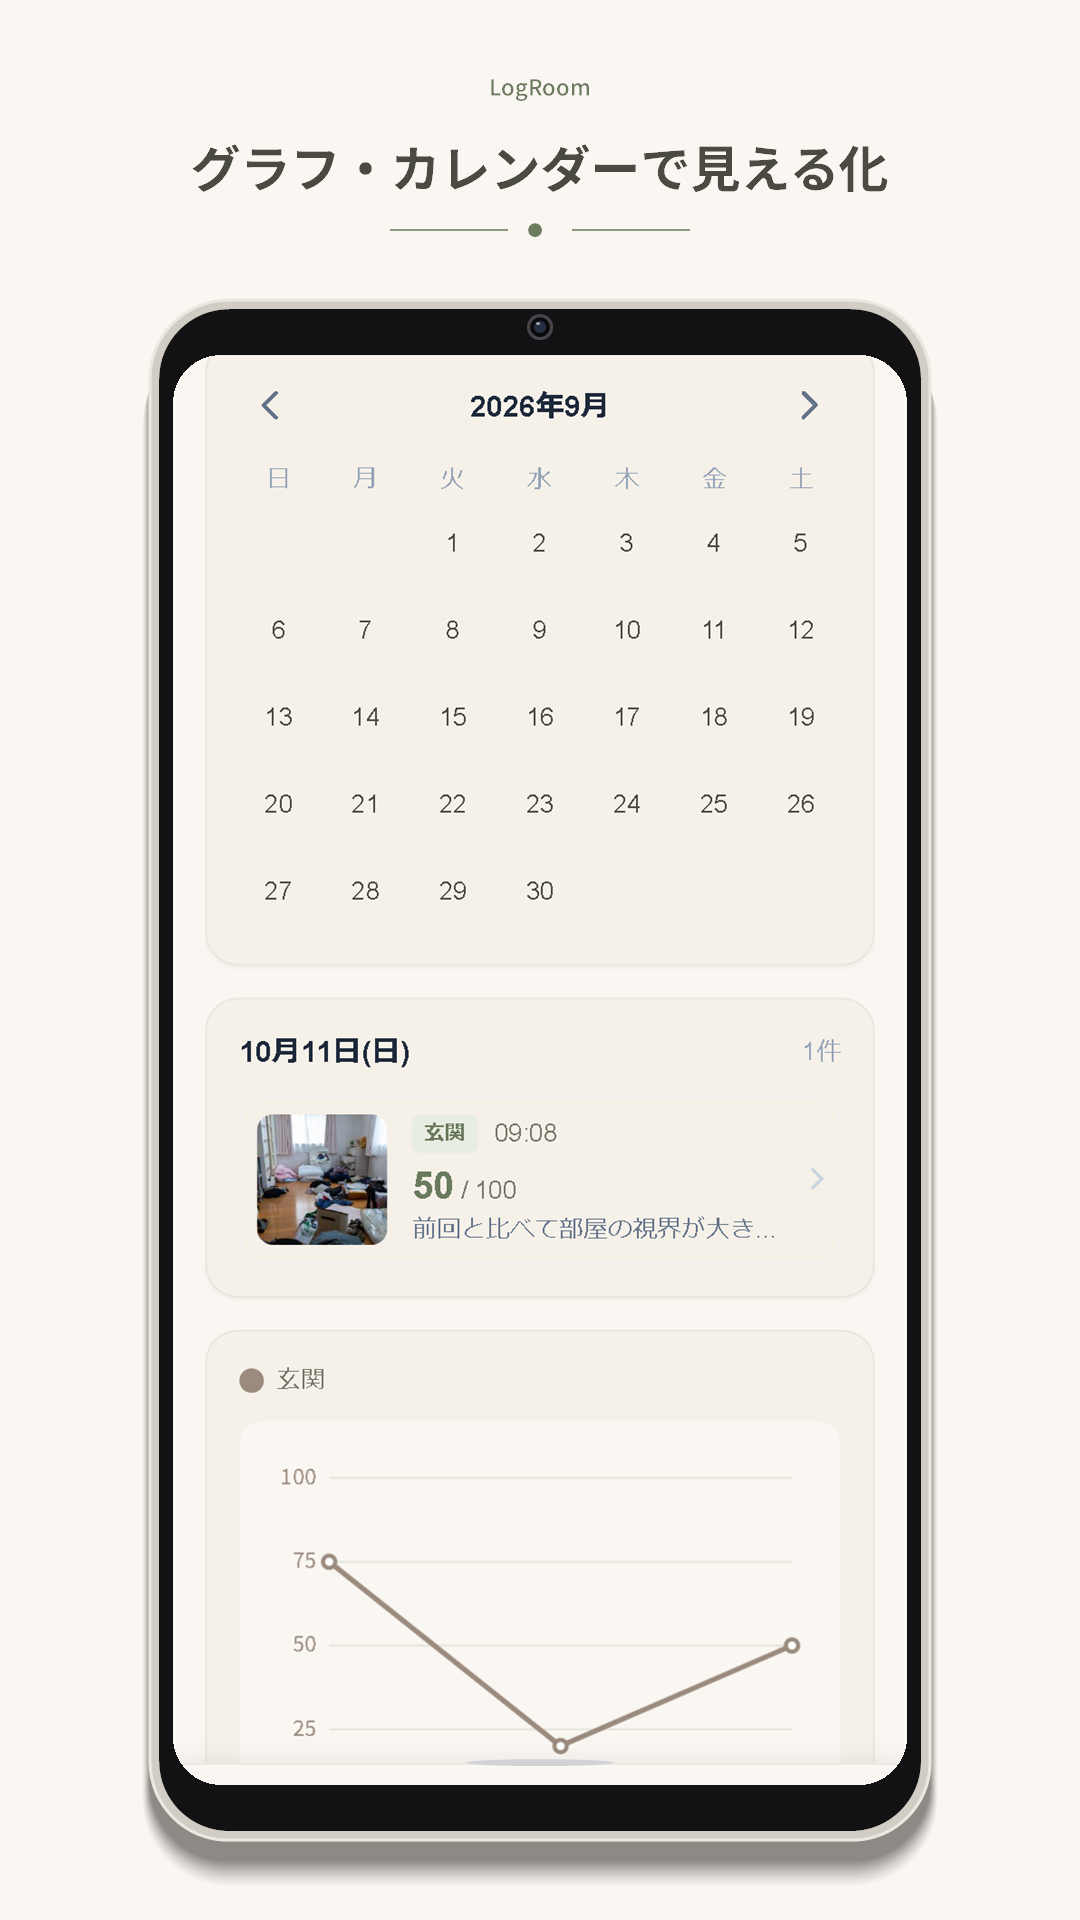 LogRoom
グラフ・カレンダーで見える化
2026年9月
日 月 火 水 木 金 土
1 2 3 4 5
6 7 8 9 10 11 12
13 14 15 16 17 18 19
20 21 22 23 24 25 26
27 28 29 30
10月11日(日) 1件
玄関 09:08
50 / 100
前回と比べて部屋の視界が大き...
玄関
100
75
50
25